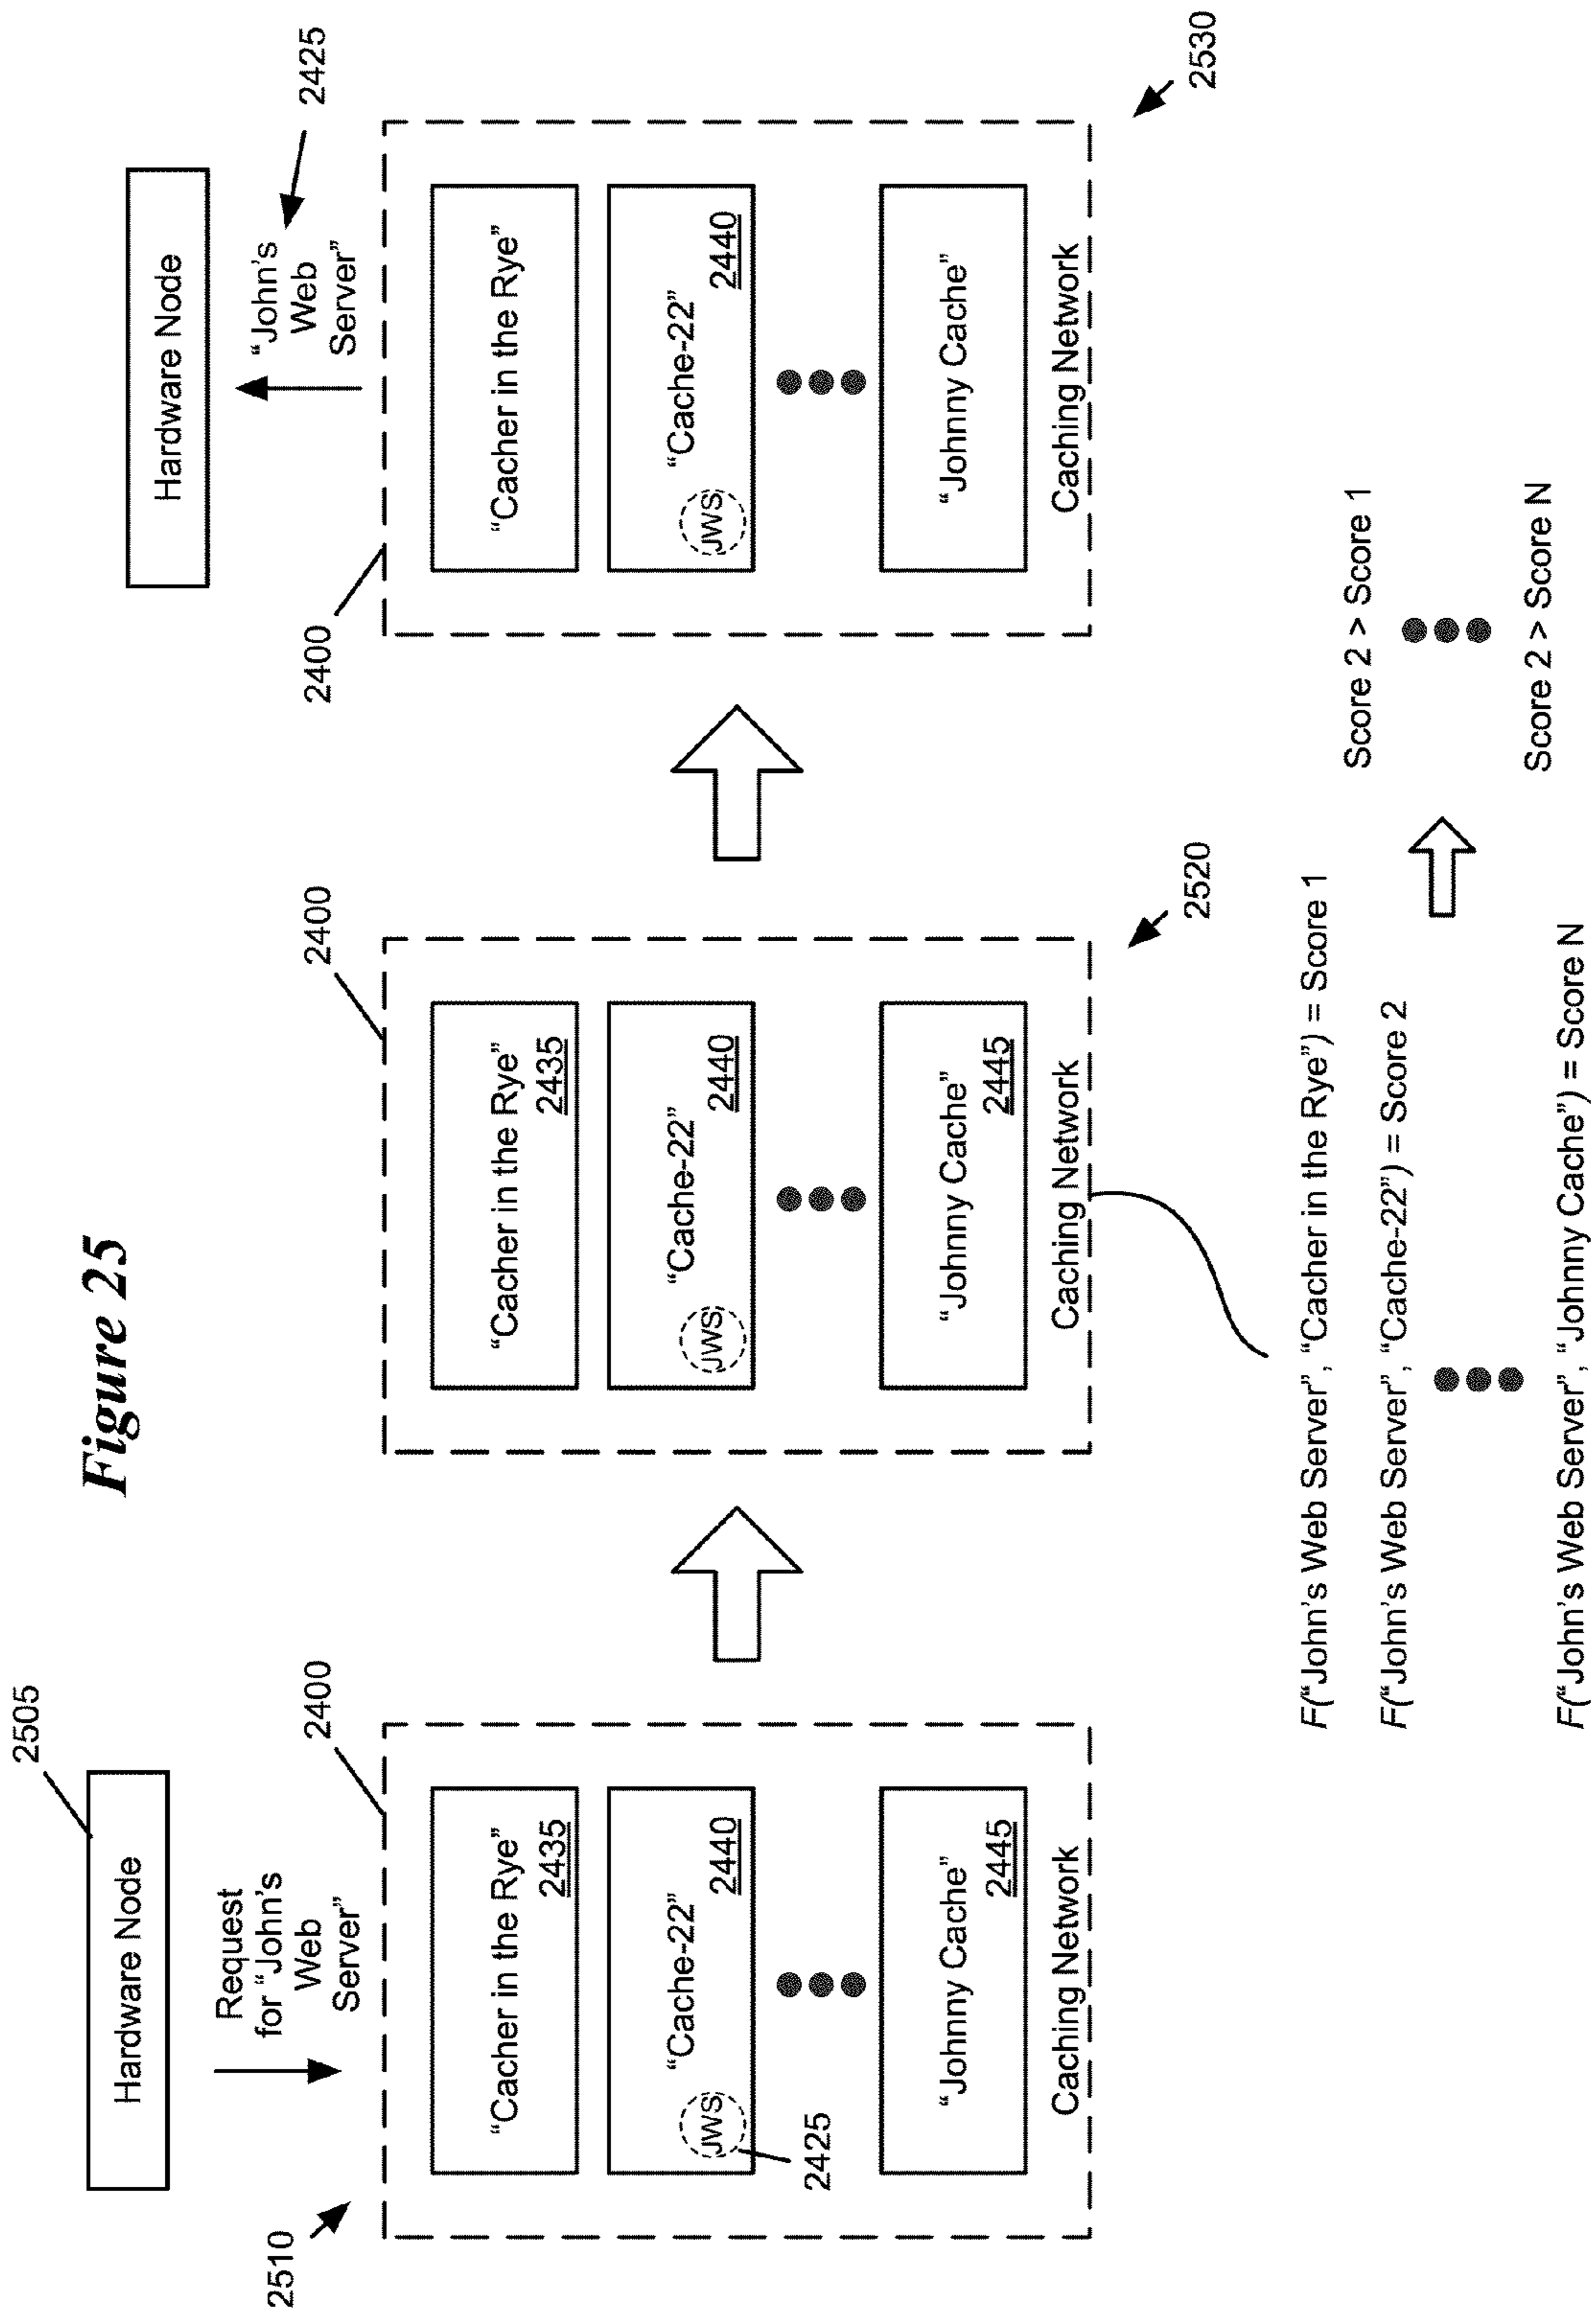 Figure 25
2505
Hardware Node
2510
Request
for “John’s
Web
Server”
2400
“Cacher in the Rye”
2435
“Cache-22”
2440
JWS
2425
“Johnny Cache”
2445
Caching Network
2400
“Cacher in the Rye”
2435
“Cache-22”
2440
JWS
“Johnny Cache”
2445
Caching Network
2520
Hardware Node
“John’s
Web
Server”
2425
2400
“Cacher in the Rye”
“Cache-22”
2440
JWS
“Johnny Cache”
Caching Network
2530
F(“John’s Web Server”, “Cacher in the Rye”) = Score 1
F(“John’s Web Server”, “Cache-22”) = Score 2
F(“John’s Web Server”, “Johnny Cache”) = Score N
Score 2 > Score 1
Score 2 > Score N